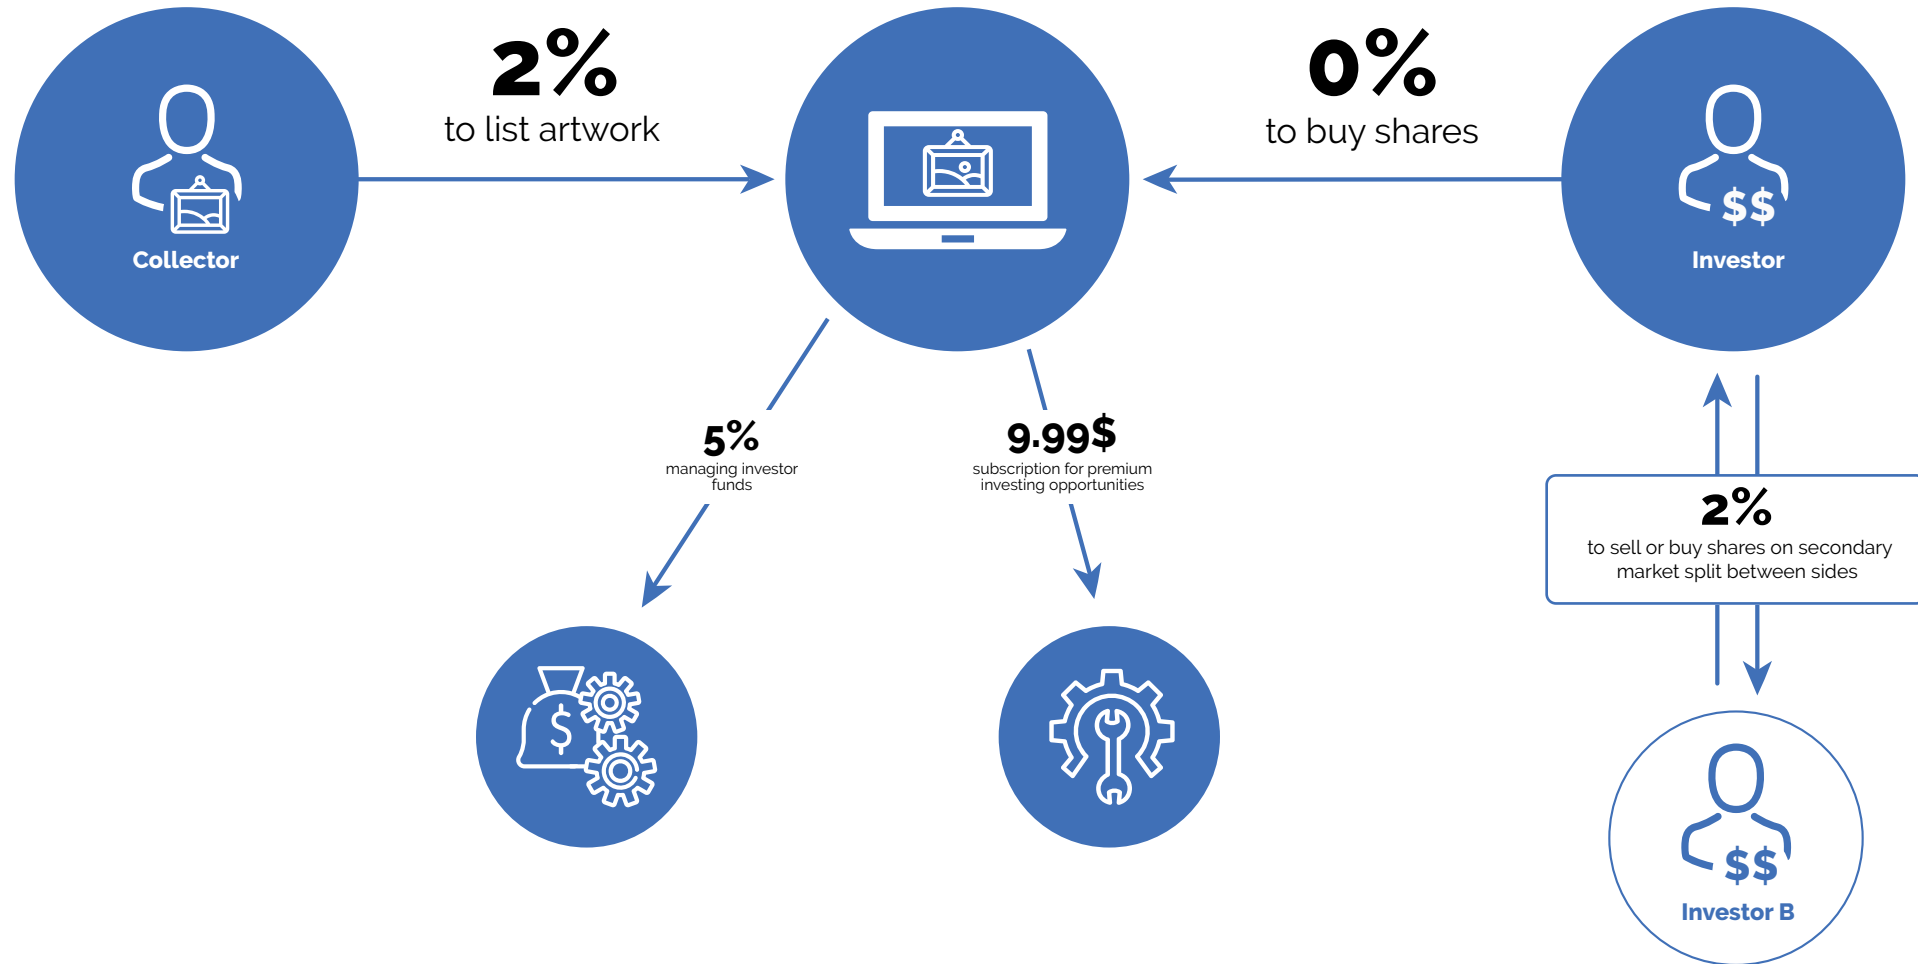 2%
to list artwork
0%
to buy shares
$$
Collector
Investor
5%
managing investor
funds
9.99$
subscription for premium
investing opportunities
2%
to sell or buy shares on secondary
market split between sides
$
$$
Investor B